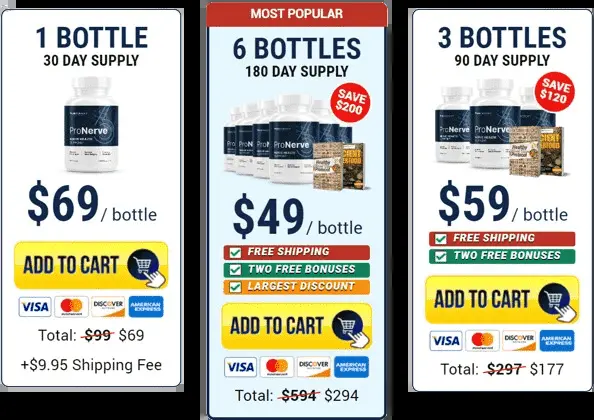 1 BOTTLE
30 DAY SUPPLY
ProNerve
$69 / bottle
ADD TO CART
VISA
MasterCard
DISCOVER
AMERICAN EXPRESS
Total: $99 $69
+$9.95 Shipping Fee
MOST POPULAR
6 BOTTLES
180 DAY SUPPLY
SAVE
$200
ProNerve
$49 / bottle
FREE SHIPPING
TWO FREE BONUSES
LARGEST DISCOUNT
ADD TO CART
VISA
MasterCard
DISCOVER
AMERICAN EXPRESS
Total: $594 $294
3 BOTTLES
90 DAY SUPPLY
SAVE
$120
ProNerve
ProNerve
$59 / bottle
FREE SHIPPING
TWO FREE BONUSES
ADD TO CART
VISA
MasterCard
DISCOVER
AMERICAN EXPRESS
Total: $297 $177